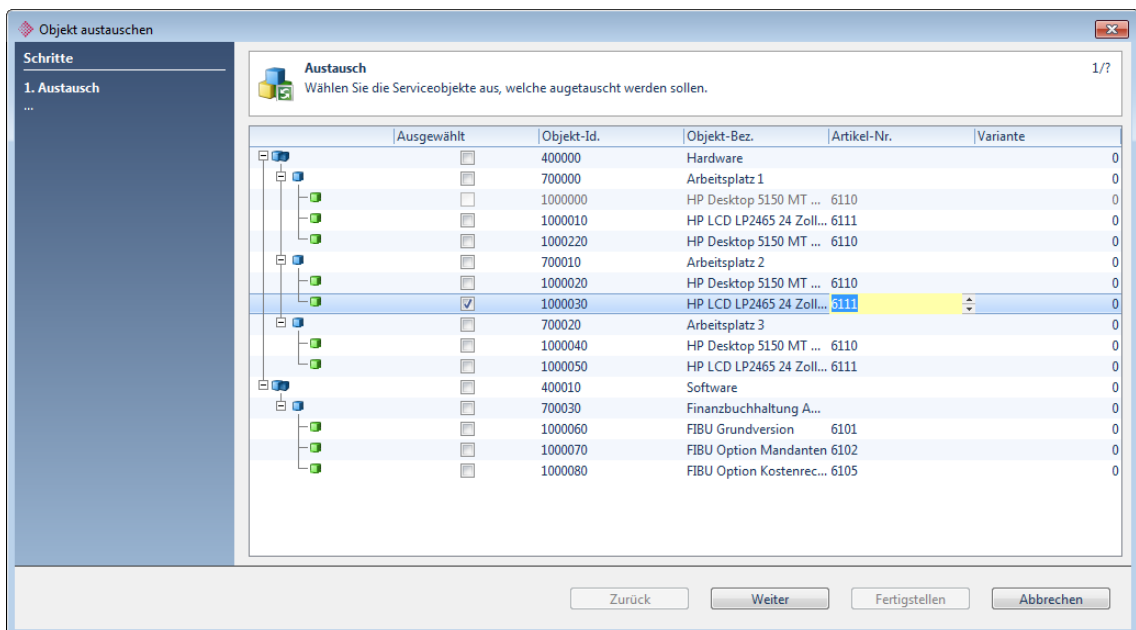 Objekt austauschen
Schritte
1. Austausch
...
Austausch 1/?
Wählen Sie die Serviceobjekte aus, welche augetauscht werden sollen.
Ausgewählt Objekt-Id. Objekt-Bez. Artikel-Nr. Variante
400000 Hardware 0
700000 Arbeitsplatz 1 0
1000000 HP Desktop 5150 MT ... 6110 0
1000010 HP LCD LP2465 24 Zoll... 6111 0
1000220 HP Desktop 5150 MT ... 6110 0
700010 Arbeitsplatz 2 0
1000020 HP Desktop 5150 MT ... 6110 0
1000030 HP LCD LP2465 24 Zoll... 6111 0
700020 Arbeitsplatz 3 0
1000040 HP Desktop 5150 MT ... 6110 0
1000050 HP LCD LP2465 24 Zoll... 6111 0
400010 Software 0
700030 Finanzbuchhaltung A... 0
1000060 FIBU Grundversion 6101 0
1000070 FIBU Option Mandanten 6102 0
1000080 FIBU Option Kostenrec... 6105 0
Zurück Weiter Fertigstellen Abbrechen